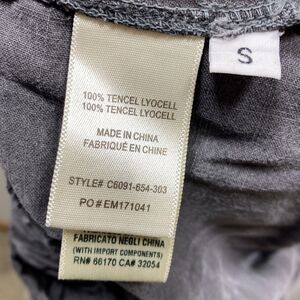 S
100% TENCEL LYOCELL
100% TENCEL LYOCELL
MADE IN CHINA
FABRIQUÉ EN CHINE
STYLE# C6091-654-303
PO # EM171041
FABRICATO NEGLI CHINA
(WITH IMPORT COMPONENTS)
RN# 66170 CA# 32054